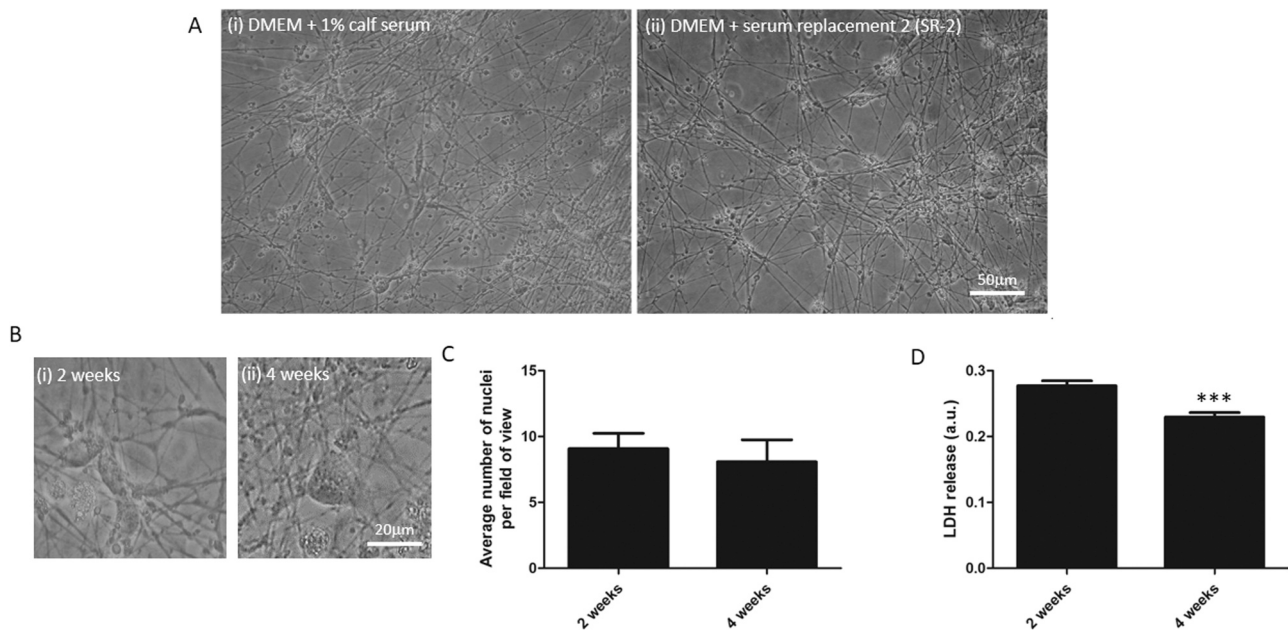 A
(i) DMEM + 1% calf serum
(ii) DMEM + serum replacement 2 (SR-2)
50µm
B
(i) 2 weeks
(ii) 4 weeks
20µm
C
Average number of nuclei
per field of view
15
10
5
0
2 weeks
4 weeks
D
LDH release (a.u.)
0.3
0.2
0.1
0.0
***
2 weeks
4 weeks